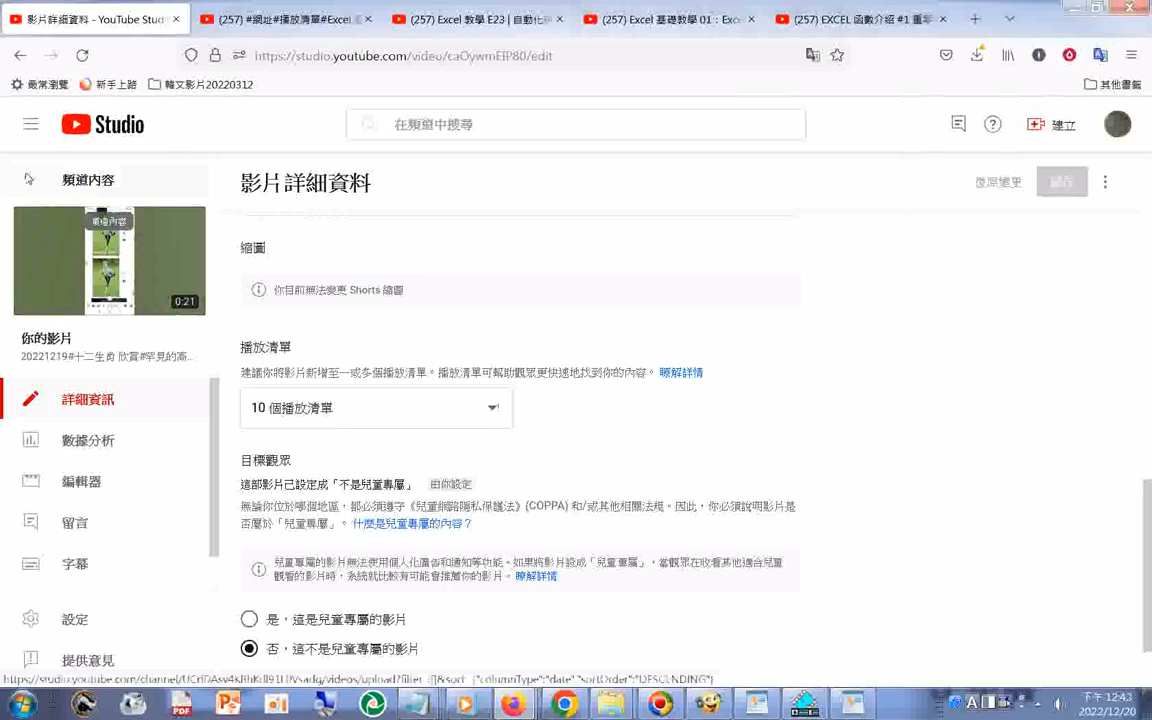 影片詳細資料 - YouTube Stud
(257) #網址#播放清單#Excel
(257) Excel 教學 E23 | 自動化
(257) Excel 基礎教學 01：Exc
(257) EXCEL 函數介紹 #1 重
https://studio.youtube.com/video/caOywmEIP80/edit
最常瀏覽
新手上路
韓文影片20220312
其他書籤
Studio
在頻道中搜尋
建立
頻道內容
影片詳細資料
復原變更
儲存
頻道內容
0:21
你的影片
20221219#十二生肖 欣賞#罕見的高...
詳細資訊
數據分析
編輯器
留言
字幕
設定
提供意見
縮圖
你目前無法變更 Shorts 縮圖
播放清單
建議你將影片新增至一或多個播放清單。播放清單可幫助觀眾更快速地找到你的內容。 瞭解詳情
10 個播放清單
目標觀眾
這部影片已設定成「不是兒童專屬」 由你設定
無論你位於哪個地區，都必須遵守《兒童網路隱私保護法》(COPPA) 和/或其他相關法規。因此，你必須說明影片是
否屬於「兒童專屬」。 什麼是兒童專屬的內容？
兒童專屬的影片無法使用個人化廣告和通知等功能。如果將影片設成「兒童專屬」，當觀眾在收看其他適合兒童
觀看的影片時，系統就比較有可能會推薦你的影片。 瞭解詳情
是，這是兒童專屬的影片
否，這不是兒童專屬的影片
下午 12:43
2022/12/20